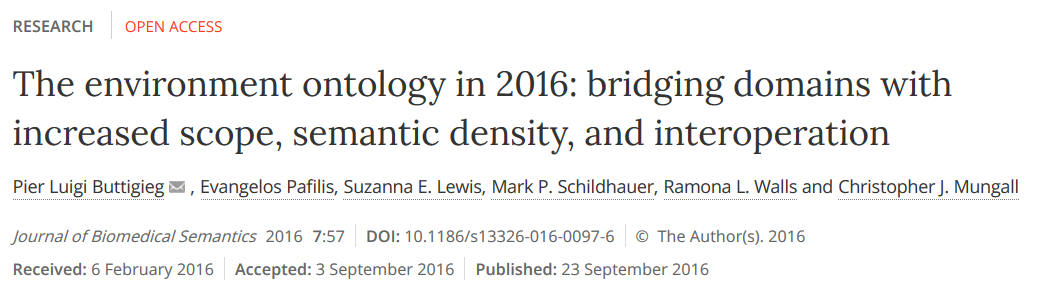 RESEARCH OPEN ACCESS
The environment ontology in 2016: bridging domains with
increased scope, semantic density, and interoperation
Pier Luigi Buttigieg , Evangelos Pafilis, Suzanna E. Lewis, Mark P. Schildhauer, Ramona L. Walls and Christopher J. Mungall
Journal of Biomedical Semantics 2016 7:57 DOI: 10.1186/s13326-016-0097-6 © The Author(s). 2016
Received: 6 February 2016 Accepted: 3 September 2016 Published: 23 September 2016